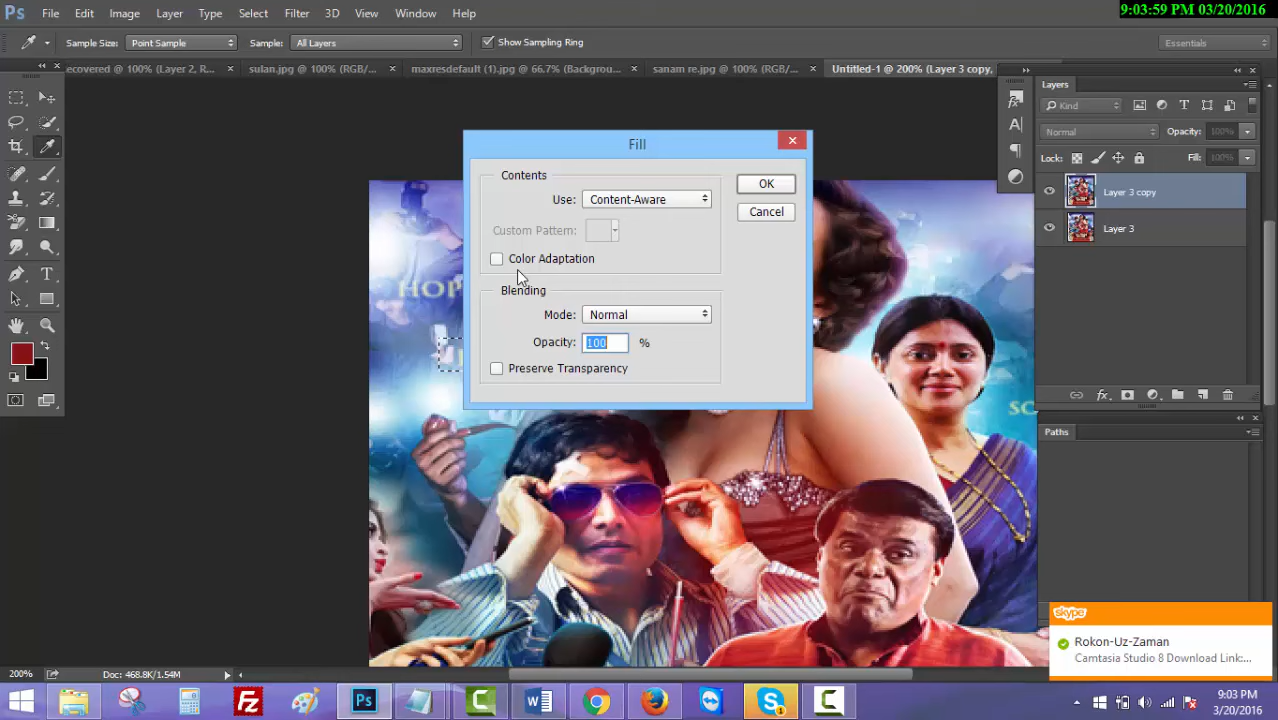 Ps File Edit Image Layer Type Select Filter 3D View Window Help
9:03:59 PM 03/20/2016
Sample Size: Point Sample Sample: All Layers Show Sampling Ring Essentials
ecovered @ 100% (Layer 2, R... sulan.jpg @ 100% (RGB/... maxresdefault (1).jpg @ 66.7% (Backgrou... sanam re.jpg @ 100% (RGB/... Untitled-1 @ 200% (Layer 3 copy,
Layers
Kind
Normal Opacity: 100%
Lock: Fill: 100%
Layer 3 copy
Layer 3
Paths
Fill
Contents
Use: Content-Aware
OK
Cancel
Custom Pattern:
Color Adaptation
Blending
Mode: Normal
Opacity: 100 %
Preserve Transparency
HOP
SC
skype
Rokon-Uz-Zaman
Camtasia Studio 8 Download Link:...
200% Doc: 468.8K/1.54M
9:03 PM
3/20/2016